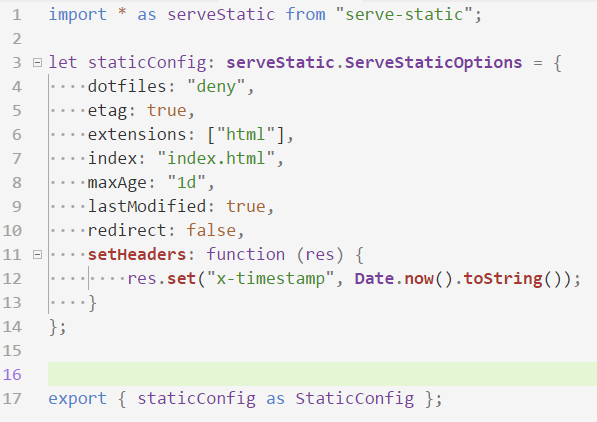 1 import * as serveStatic from "serve-static";
2
3 let staticConfig: serveStatic.ServeStaticOptions = {
4 ····dotfiles: "deny",
5 ····etag: true,
6 ····extensions: ["html"],
7 ····index: "index.html",
8 ····maxAge: "1d",
9 ····lastModified: true,
10 ····redirect: false,
11 ····setHeaders: function (res) {
12 ········res.set("x-timestamp", Date.now().toString());
13 ····}
14 };
15
16
17 export { staticConfig as StaticConfig };